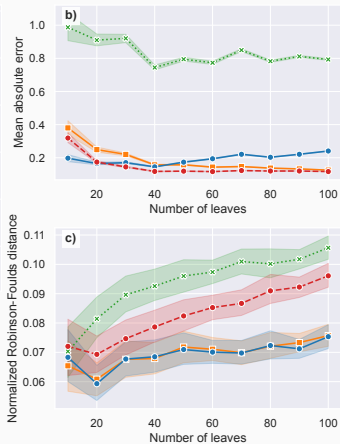 b)
Mean absolute error
1.0
0.8
0.6
0.4
0.2
20 40 60 80 100
Number of leaves
c)
Normalized Robinson-Foulds distance
0.11
0.10
0.09
0.08
0.07
0.06
20 40 60 80 100
Number of leaves